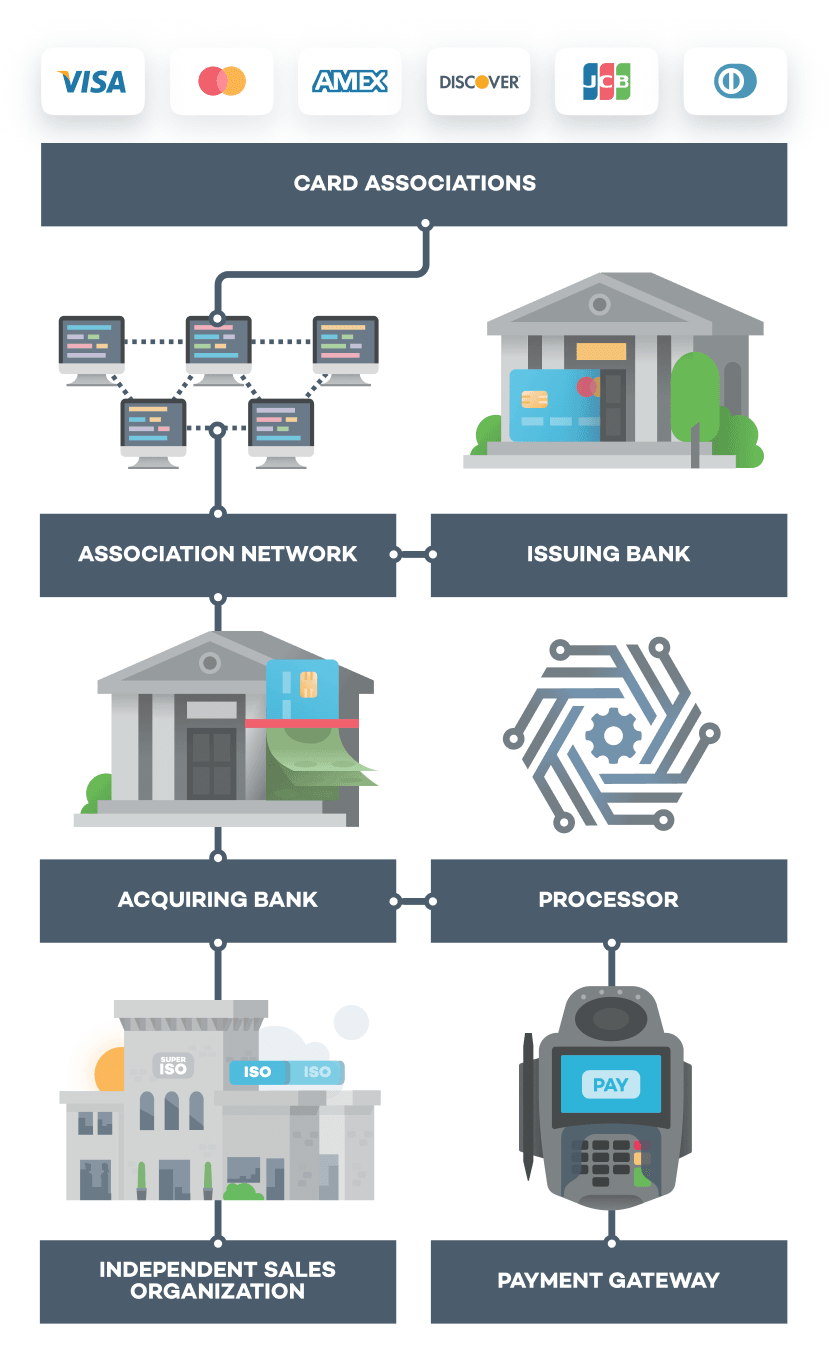 VISA
AMEX
DISCOVER
JCB
CARD ASSOCIATIONS
ASSOCIATION NETWORK
ISSUING BANK
ACQUIRING BANK
PROCESSOR
SUPER
ISO
ISO
ISO
PAY
INDEPENDENT SALES
ORGANIZATION
PAYMENT GATEWAY